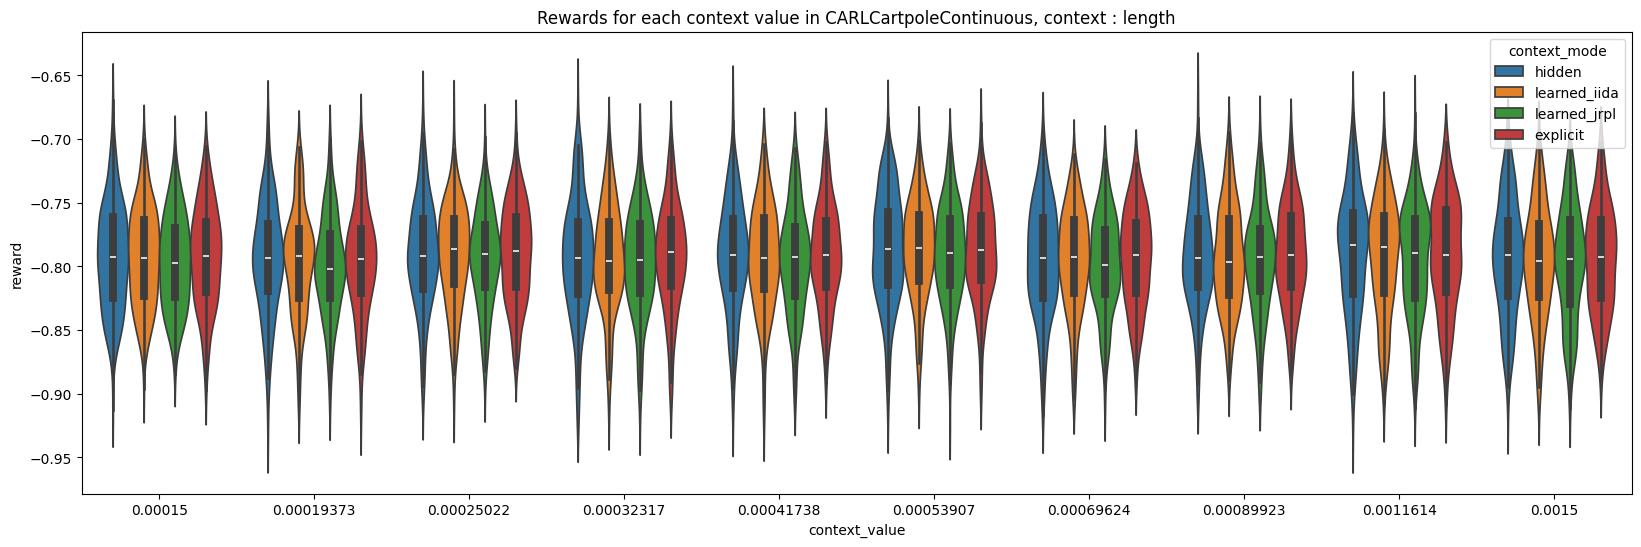 Rewards for each context value in CARLCartpoleContinuous, context : length
context_mode
hidden
learned_iida
learned_jrpl
explicit
reward
−0.65
−0.70
−0.75
−0.80
−0.85
−0.90
−0.95
0.00015
0.00019373
0.00025022
0.00032317
0.00041738
0.00053907
0.00069624
0.00089923
0.0011614
0.0015
context_value